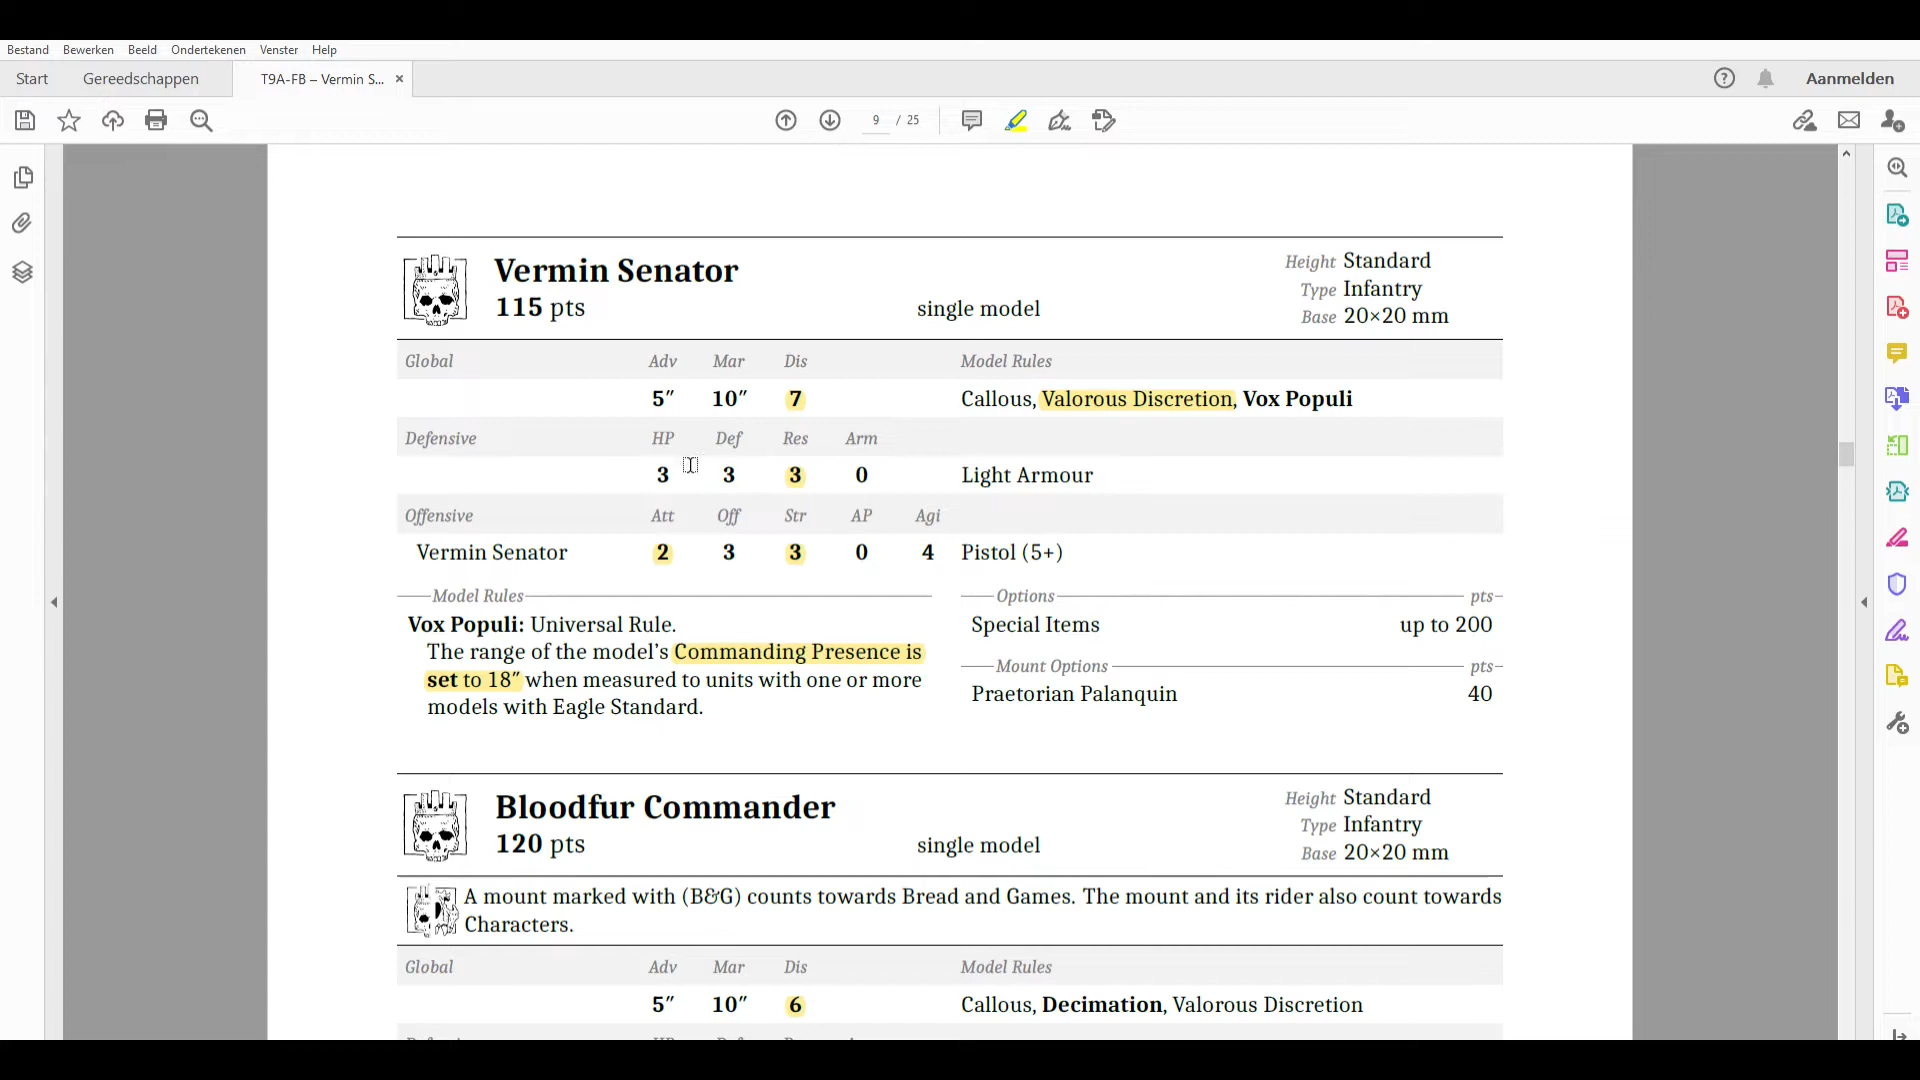 Bestand Bewerken Beeld Ondertekenen Venster Help
Start Gereedschappen T9A-FB – Vermin S... × Aanmelden
9 / 25
Vermin Senator
115 pts
single model
Height Standard
Type Infantry
Base 20×20 mm
Global Adv Mar Dis Model Rules
5″ 10″ 7 Callous, Valorous Discretion, Vox Populi
Defensive HP Def Res Arm
3 3 3 0 Light Armour
Offensive Att Off Str AP Agi
Vermin Senator 2 3 3 0 4 Pistol (5+)
Model Rules
Vox Populi: Universal Rule.
The range of the model’s Commanding Presence is
set to 18″ when measured to units with one or more
models with Eagle Standard.
Options pts
Special Items up to 200
Mount Options pts
Praetorian Palanquin 40
Bloodfur Commander
120 pts
single model
Height Standard
Type Infantry
Base 20×20 mm
A mount marked with (B&G) counts towards Bread and Games. The mount and its rider also count towards
Characters.
Global Adv Mar Dis Model Rules
5″ 10″ 6 Callous, Decimation, Valorous Discretion